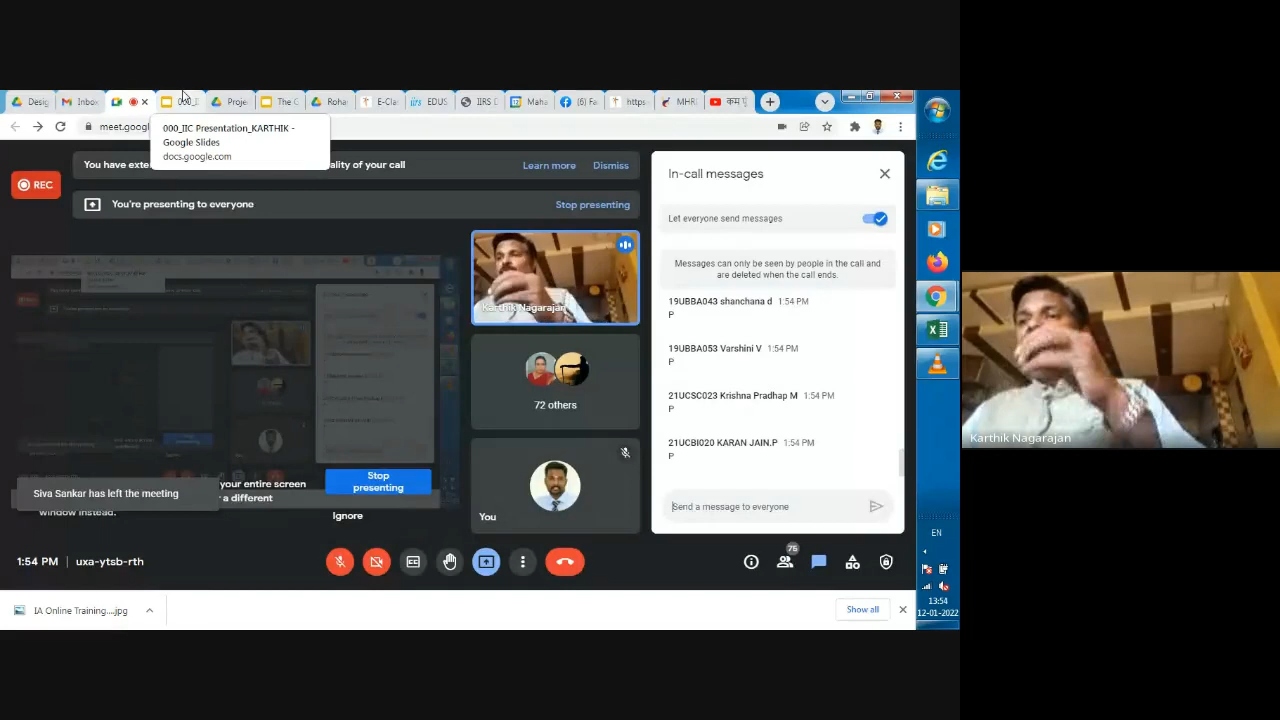 Desig
Inbox
000_I
Proje
The C
Roha
E-Cla
EDUS
IIRS D
Maha
(6) Fa
https
MHRI
meet.googl
000_IIC Presentation_KARTHIK -
Google Slides
docs.google.com
You have exte
ality of your call
Learn more
Dismiss
REC
You're presenting to everyone
Stop presenting
In-call messages
Let everyone send messages
Messages can only be seen by people in the call and
are deleted when the call ends.
19UBBA043 shanchana d 1:54 PM
P
19UBBA053 Varshini V 1:54 PM
P
21UCSC023 Krishna Pradhap M 1:54 PM
P
21UCBI020 KARAN JAIN.P 1:54 PM
P
Send a message to everyone
Karthik Nagarajan
72 others
You
your entire screen
r a different
window instead.
Stop
presenting
Ignore
Siva Sankar has left the meeting
1:54 PM
uxa-ytsb-rth
75
IA Online Training....jpg
Show all
EN
13:54
12-01-2022
Karthik Nagarajan